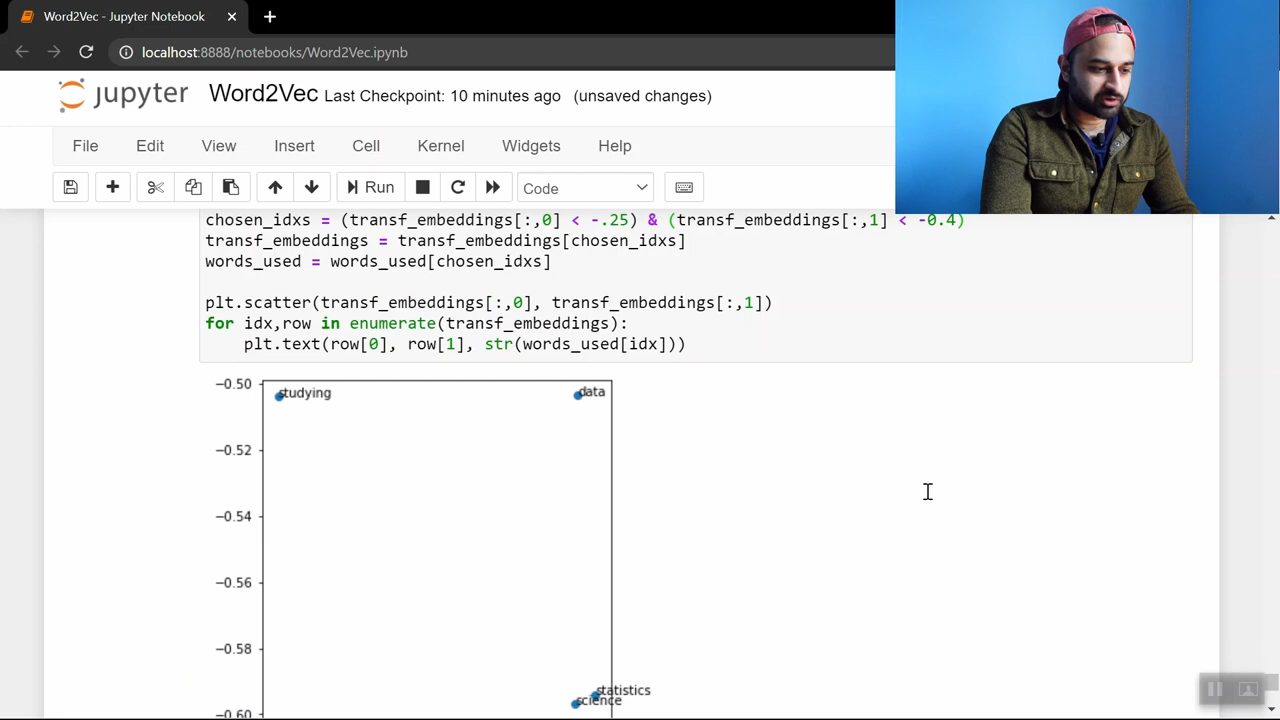 Word2Vec - Jupyter Notebook
localhost:8888/notebooks/Word2Vec.ipynb
jupyter Word2Vec Last Checkpoint: 10 minutes ago (unsaved changes)
File Edit View Insert Cell Kernel Widgets Help
Run Code
chosen_idxs = (transf_embeddings[:,0] < -.25) & (transf_embeddings[:,1] < -0.4)
transf_embeddings = transf_embeddings[chosen_idxs]
words_used = words_used[chosen_idxs]
plt.scatter(transf_embeddings[:,0], transf_embeddings[:,1])
for idx,row in enumerate(transf_embeddings):
plt.text(row[0], row[1], str(words_used[idx]))
−0.50 studying data
−0.52
−0.54
−0.56
−0.58
statistics
science
−0.60